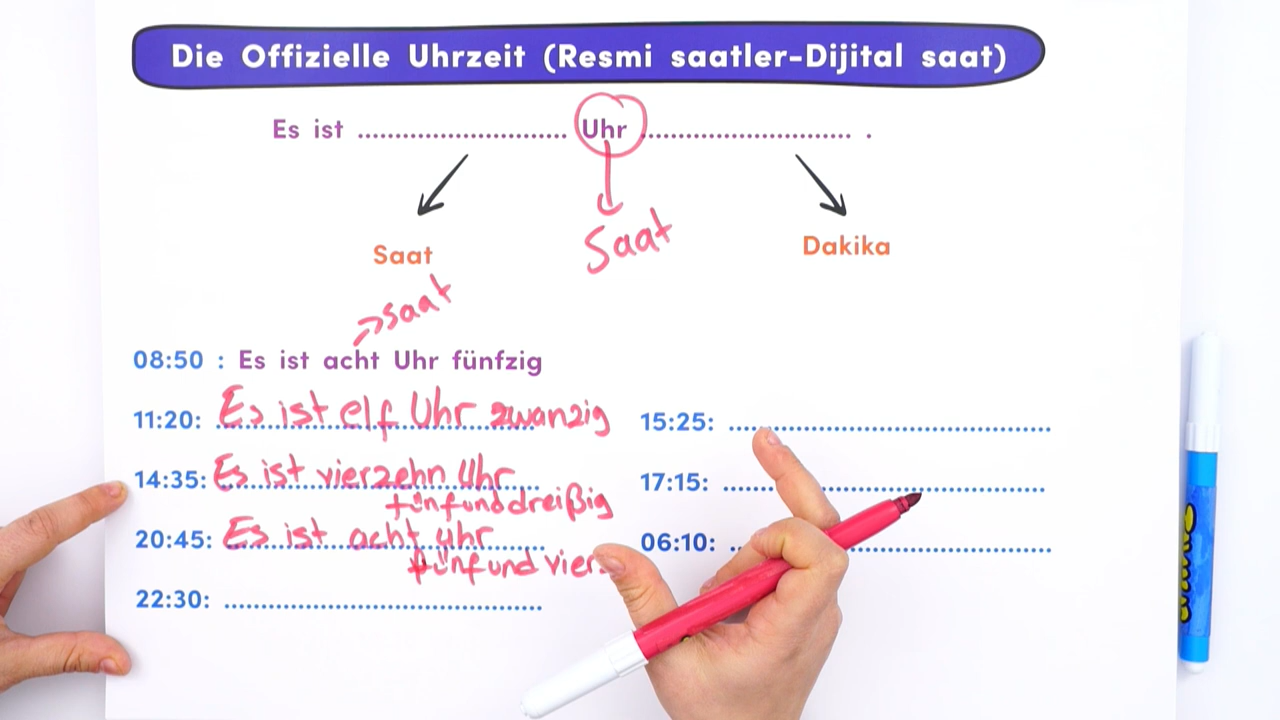 Die Offizielle Uhrzeit (Resmi saatler-Dijital saat)
Es ist ............................ Uhr ............................ .
Saat
Saat
Dakika
saat
08:50 : Es ist acht Uhr fünfzig
11:20: Es ist elf Uhr zwanzig
14:35: Es ist vierzehn Uhr
fünfunddreißig
20:45: Es ist acht uhr
fünfundvier
22:30: ...........................................
15:25: ...........................................
17:15: ...........................................
06:10: ...........................................